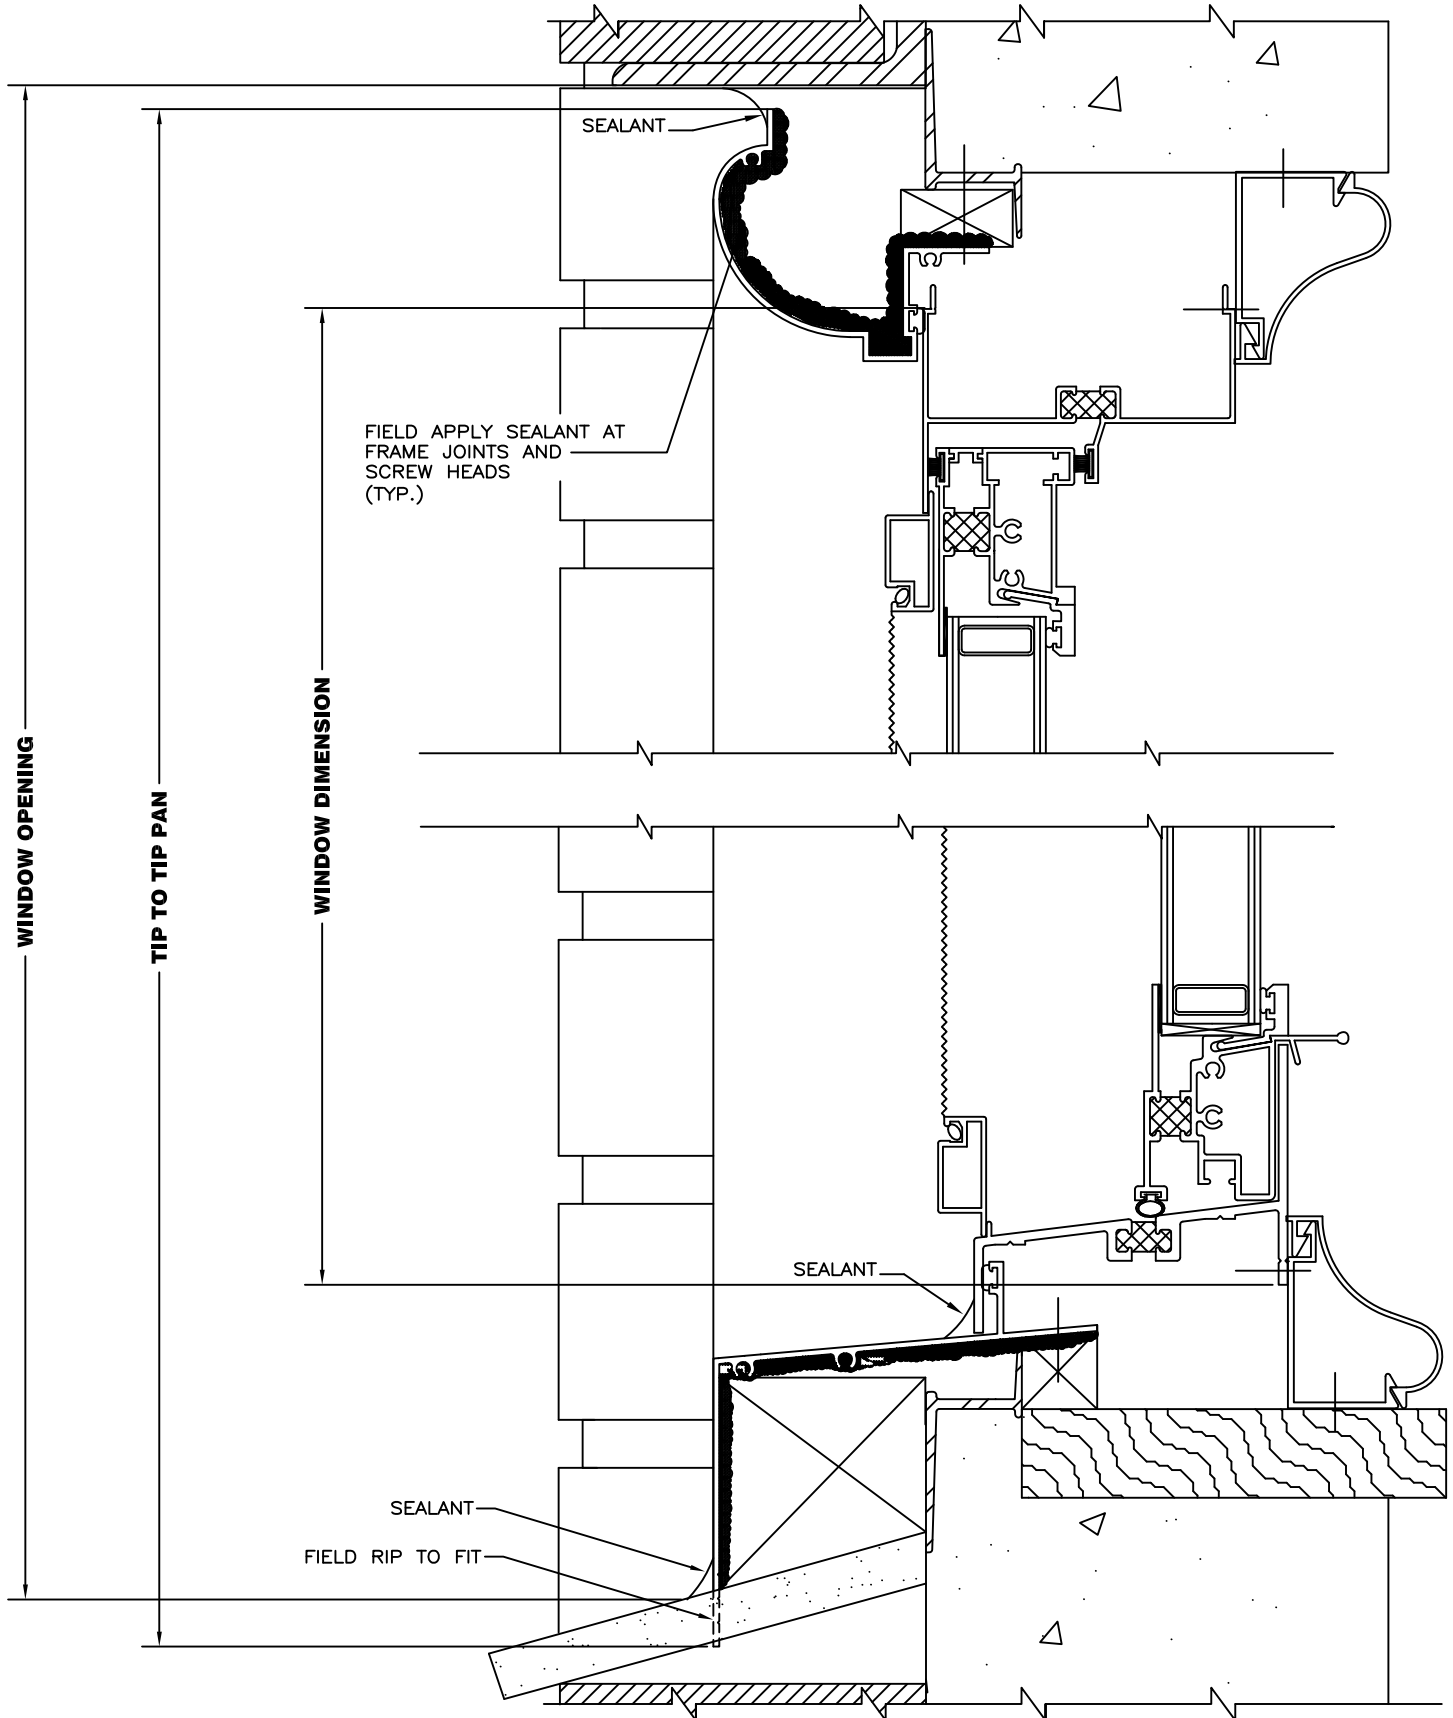 SEALANT
FIELD APPLY SEALANT AT
FRAME JOINTS AND
SCREW HEADS
(TYP.)
WINDOW OPENING
TIP TO TIP PAN
WINDOW DIMENSION
SEALANT
SEALANT
FIELD RIP TO FIT